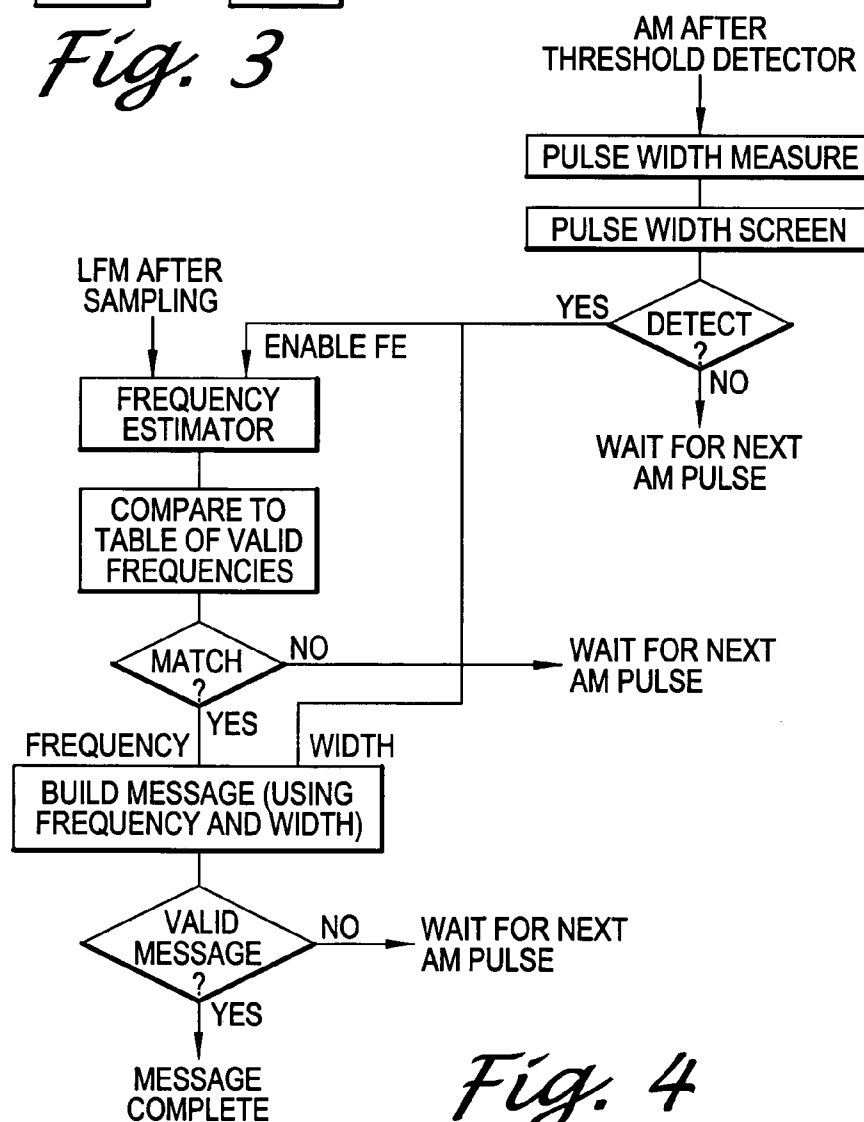 Fig. 3
AM AFTER
THRESHOLD DETECTOR
PULSE WIDTH MEASURE
PULSE WIDTH SCREEN
DETECT
?
YES
NO
WAIT FOR NEXT
AM PULSE
LFM AFTER
SAMPLING
ENABLE FE
FREQUENCY
ESTIMATOR
COMPARE TO
TABLE OF VALID
FREQUENCIES
MATCH
?
NO
WAIT FOR NEXT
AM PULSE
YES
FREQUENCY
WIDTH
BUILD MESSAGE (USING
FREQUENCY AND WIDTH)
VALID
MESSAGE
?
NO
WAIT FOR NEXT
AM PULSE
YES
MESSAGE
COMPLETE
Fig. 4